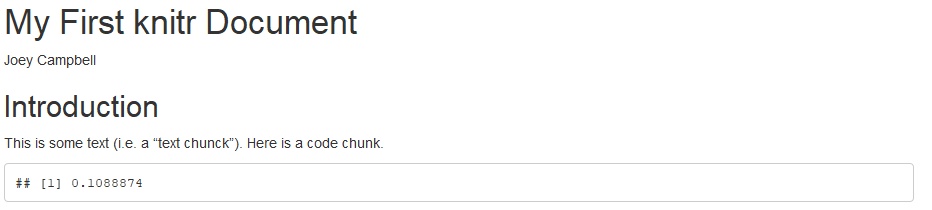 My First knitr Document
Joey Campbell
Introduction
This is some text (i.e. a “text chunck”). Here is a code chunk.
## [1] 0.1088874